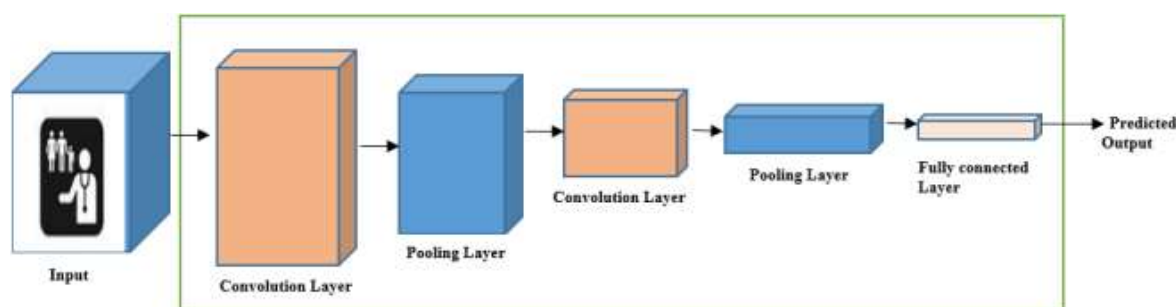 Input
Convolution Layer
Pooling Layer
Convolution Layer
Pooling Layer
Fully connected
Layer
Predicted
Output